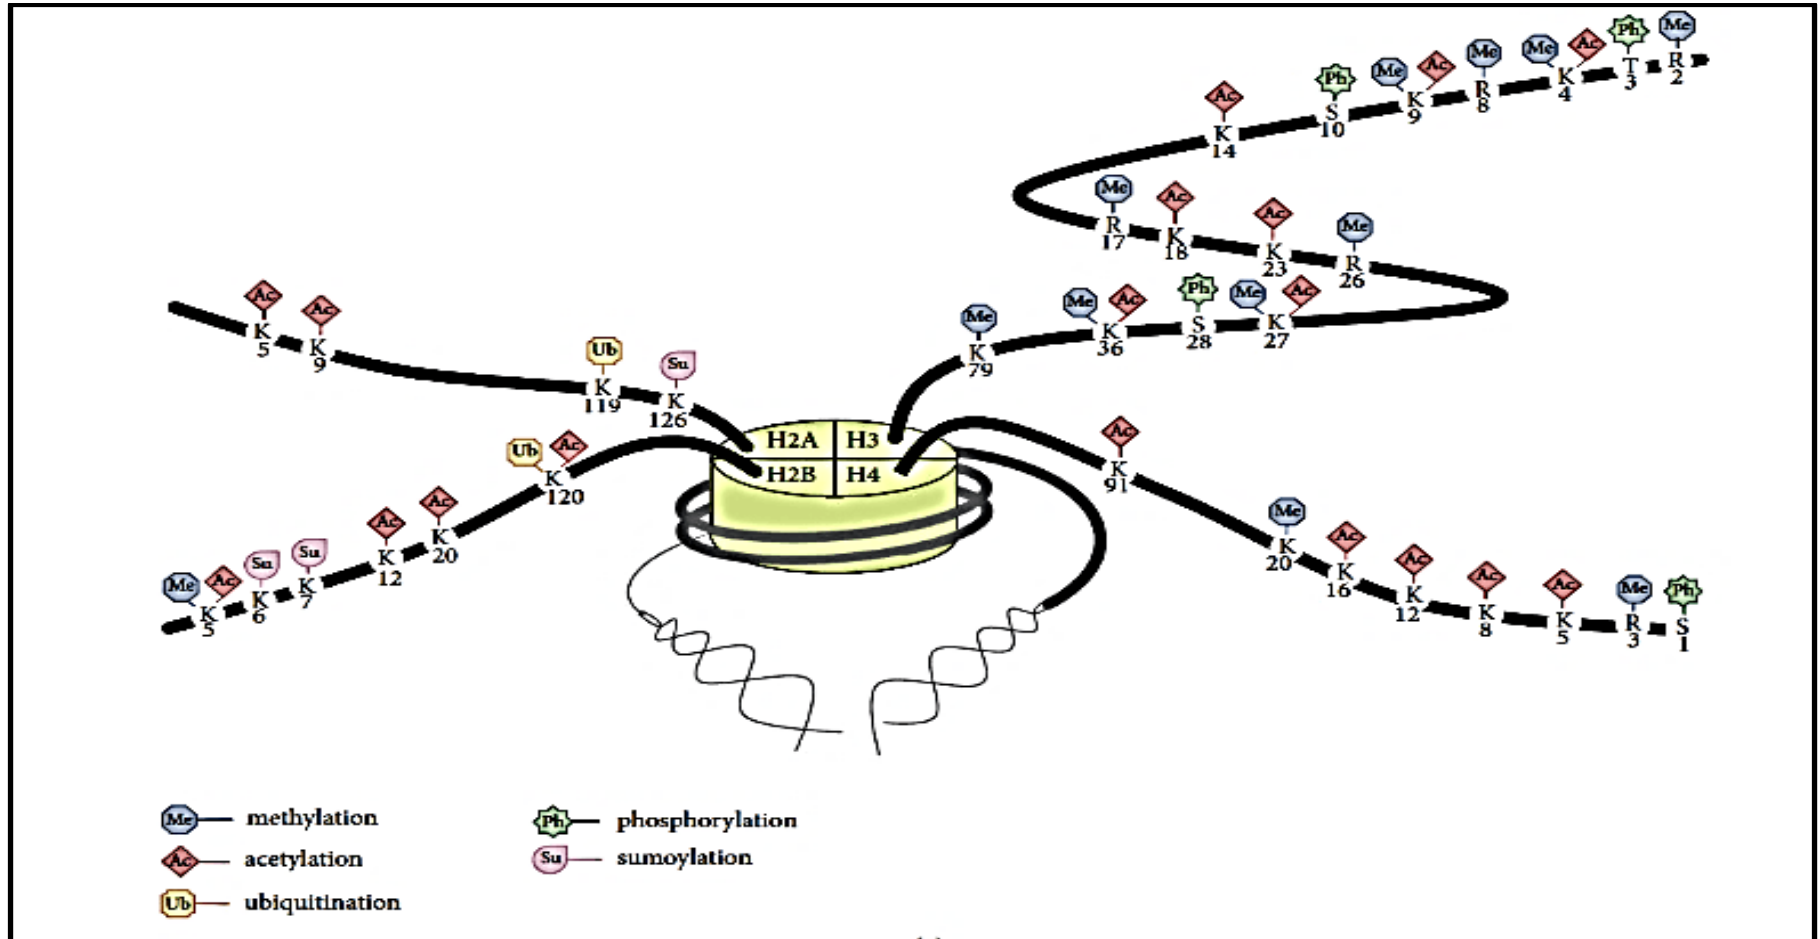 Me Ac Ph Me
K 4 T 3 R 2
Ac Ph Me Ac Me
K 14 S 10 K 9 R 8
Me Ac Ac Me
R 17 K 18 K 23 R 26
Me Me Ac Ph Me Ac
K 79 K 36 S 28 K 27
Ac Ac
K 5 K 9
Ub Su
K 119 K 126
H2A H3
H2B H4
Ub Ac
K 120
Ac Ac
K 12 K 20
Me Ac Su Su
K 5 K 6 K 7
Ac
K 91
Me Ac Ac Ac Ac Me Ph
K 20 K 16 K 12 K 8 K 5 R 3 S 1
Me methylation
Ac acetylation
Ub ubiquitination
Ph phosphorylation
Su sumoylation